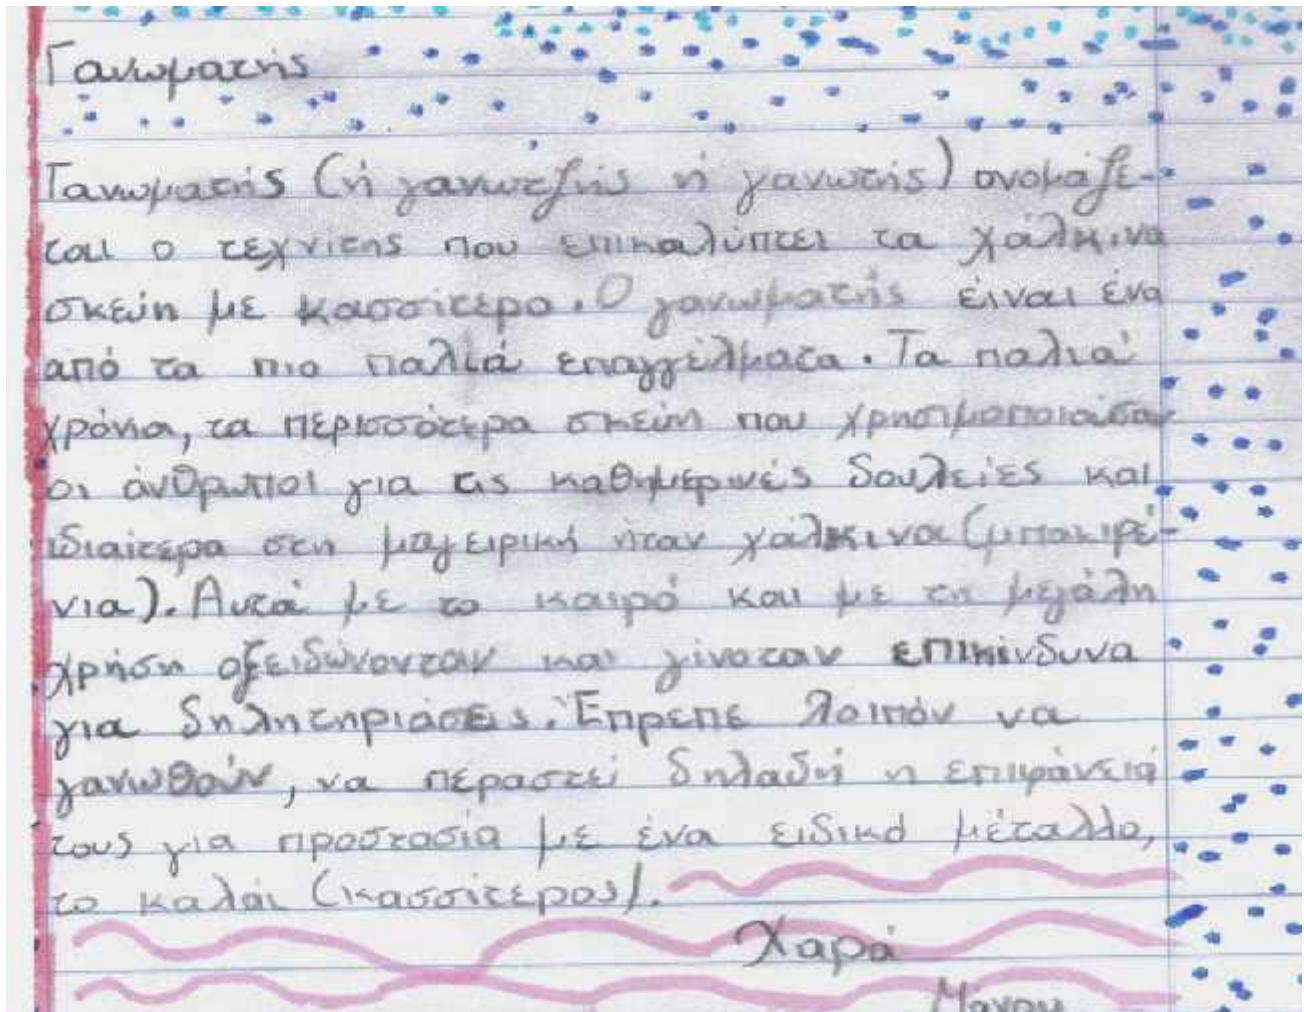 Γανωματής
Γανωματής (ή γανωτζής ή γανωτής) ονομάζε-
ται ο τεχνίτης που επικαλύπτει τα χάλκινα
σκεύη με κασσίτερο. Ο γανωματής είναι ένα
από τα πιο παλιά επαγγέλματα. Τα παλιά
χρόνια, τα περισσότερα σκεύη που χρησιμοποιούσαν
οι άνθρωποι για τις καθημερινές δουλειές και
ιδιαίτερα στη μαγειρική ήταν χάλκινα (μπακιρέ-
νια). Αυτά με το καιρό και με τη μεγάλη
χρήση οξειδώνονταν και γίνοταν επικίνδυνα
για δηλητηριάσεις. Έπρεπε λοιπόν να
γανωθούν, να περαστεί δηλαδή η επιφάνειά
τους για προστασία με ένα ειδικό μέταλλο,
το καλάι (κασσίτερος).
Χαρά